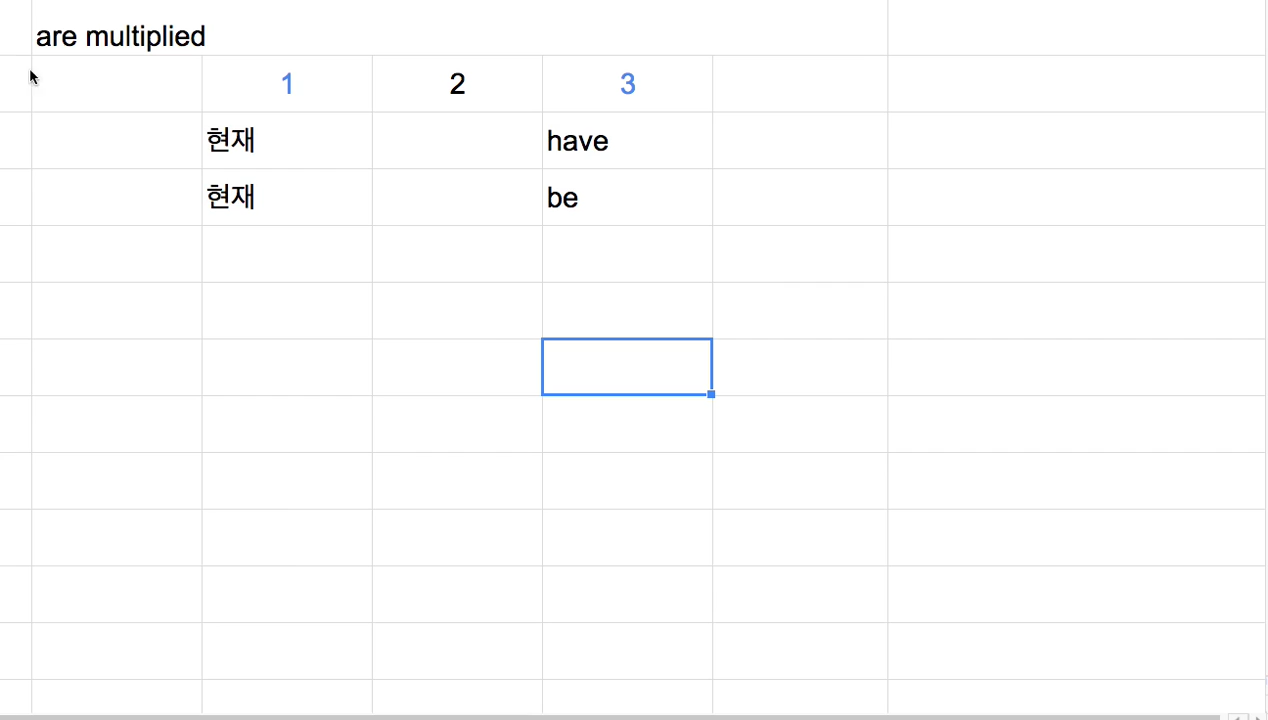 are multiplied
1 2 3
현재 have
현재 be